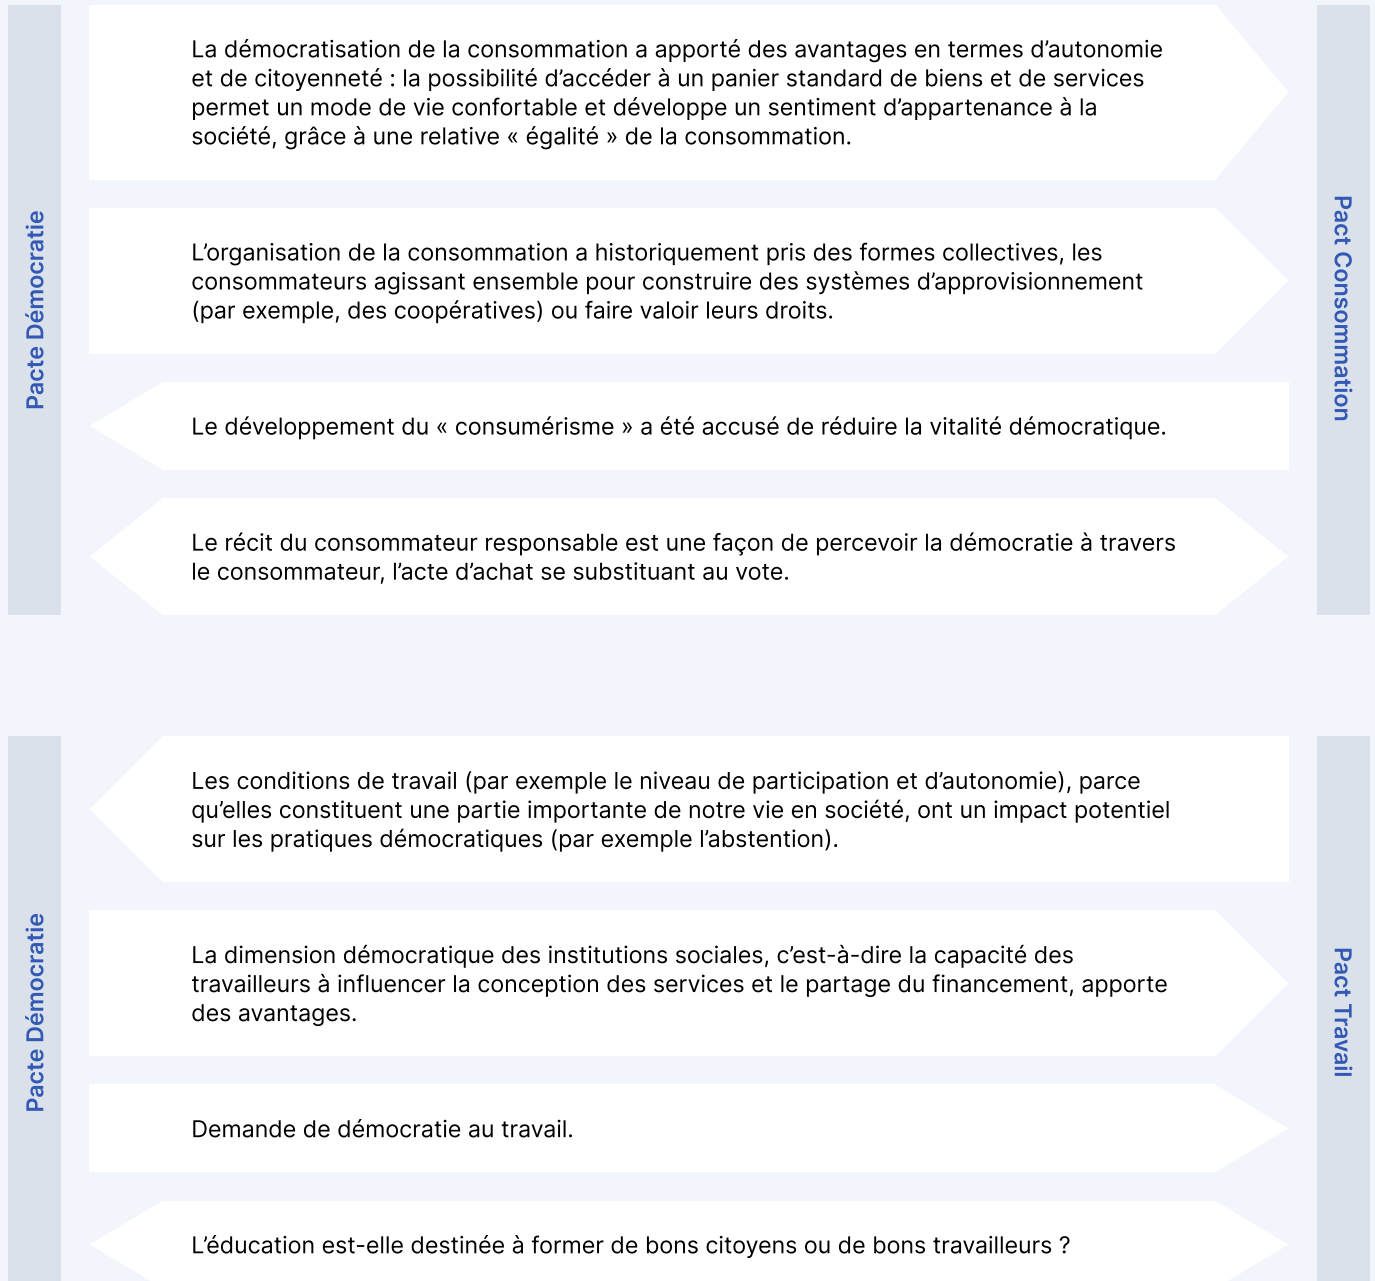 Pacte Démocratie
La démocratisation de la consommation a apporté des avantages en termes d’autonomie
et de citoyenneté : la possibilité d’accéder à un panier standard de biens et de services
permet un mode de vie confortable et développe un sentiment d’appartenance à la
société, grâce à une relative « égalité » de la consommation.
L’organisation de la consommation a historiquement pris des formes collectives, les
consommateurs agissant ensemble pour construire des systèmes d’approvisionnement
(par exemple, des coopératives) ou faire valoir leurs droits.
Le développement du « consumérisme » a été accusé de réduire la vitalité démocratique.
Le récit du consommateur responsable est une façon de percevoir la démocratie à travers
le consommateur, l’acte d’achat se substituant au vote.
Pact Consommation
Pacte Démocratie
Les conditions de travail (par exemple le niveau de participation et d’autonomie), parce
qu’elles constituent une partie importante de notre vie en société, ont un impact potentiel
sur les pratiques démocratiques (par exemple l’abstention).
La dimension démocratique des institutions sociales, c’est-à-dire la capacité des
travailleurs à influencer la conception des services et le partage du financement, apporte
des avantages.
Demande de démocratie au travail.
L’éducation est-elle destinée à former de bons citoyens ou de bons travailleurs ?
Pact Travail